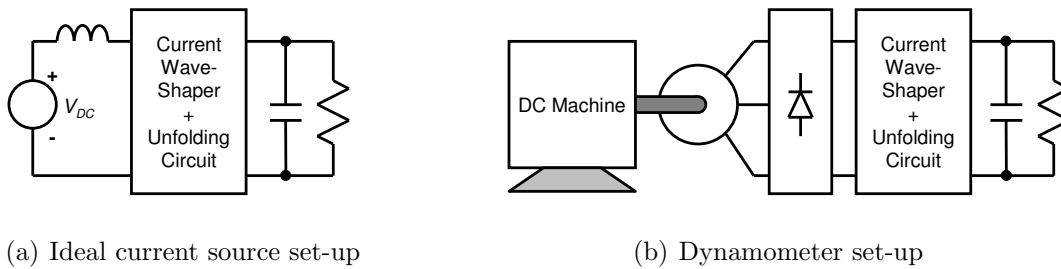 Current
Wave-
Shaper
+
Unfolding
Circuit
+
V_DC
-
DC Machine
Current
Wave-
Shaper
+
Unfolding
Circuit
(a) Ideal current source set-up
(b) Dynamometer set-up